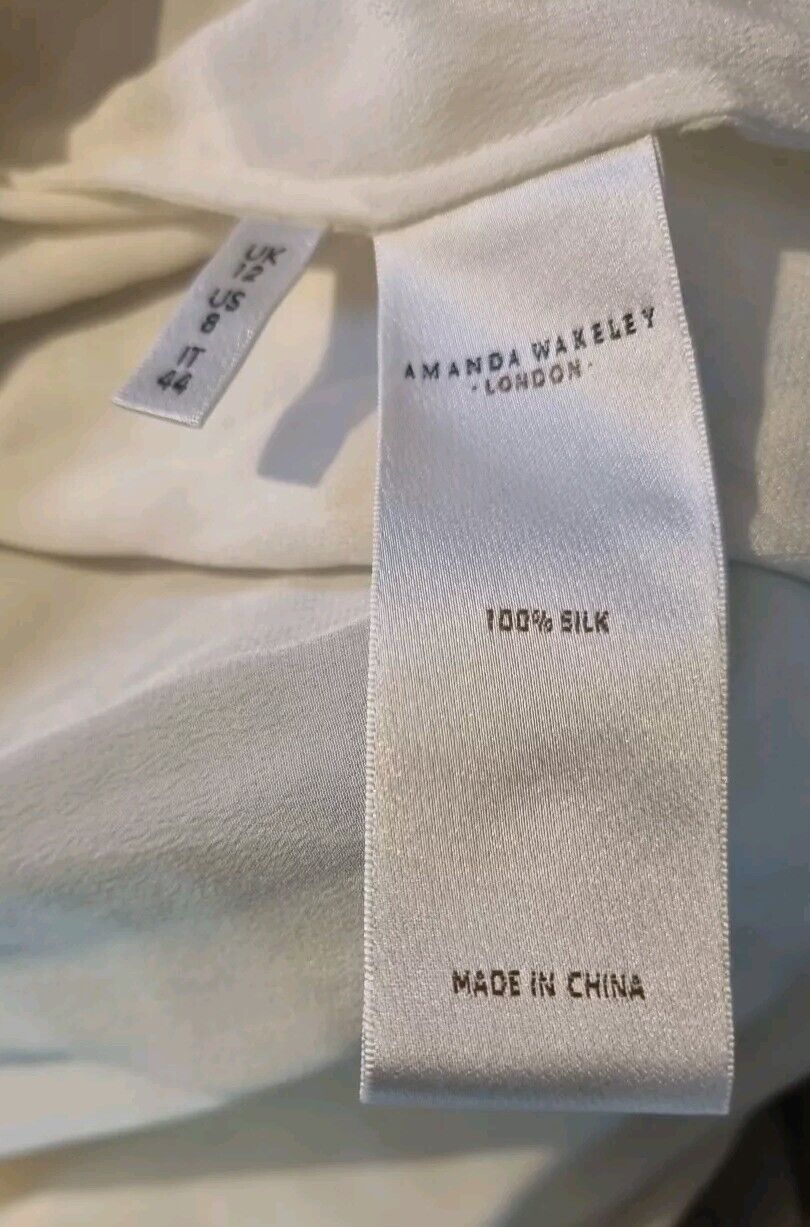 UK
12
US
8
IT
44
AMANDA WAKELEY
·LONDON·
100% SILK
MADE IN CHINA